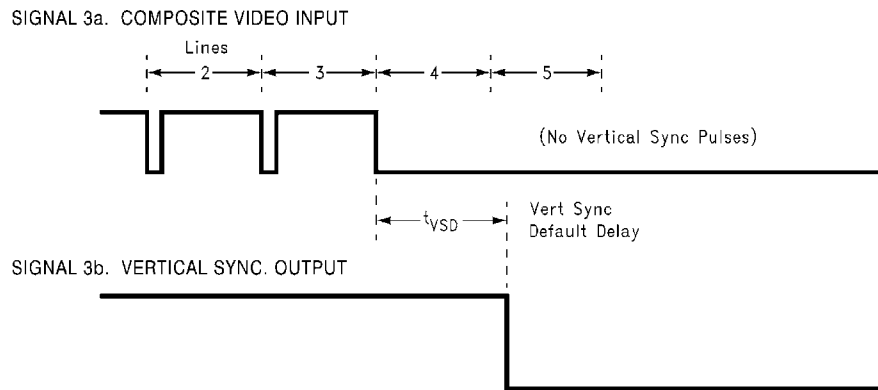 SIGNAL 3a. COMPOSITE VIDEO INPUT
Lines
2 3 4 5
(No Vertical Sync Pulses)
tVSD
Vert Sync
Default Delay
SIGNAL 3b. VERTICAL SYNC. OUTPUT